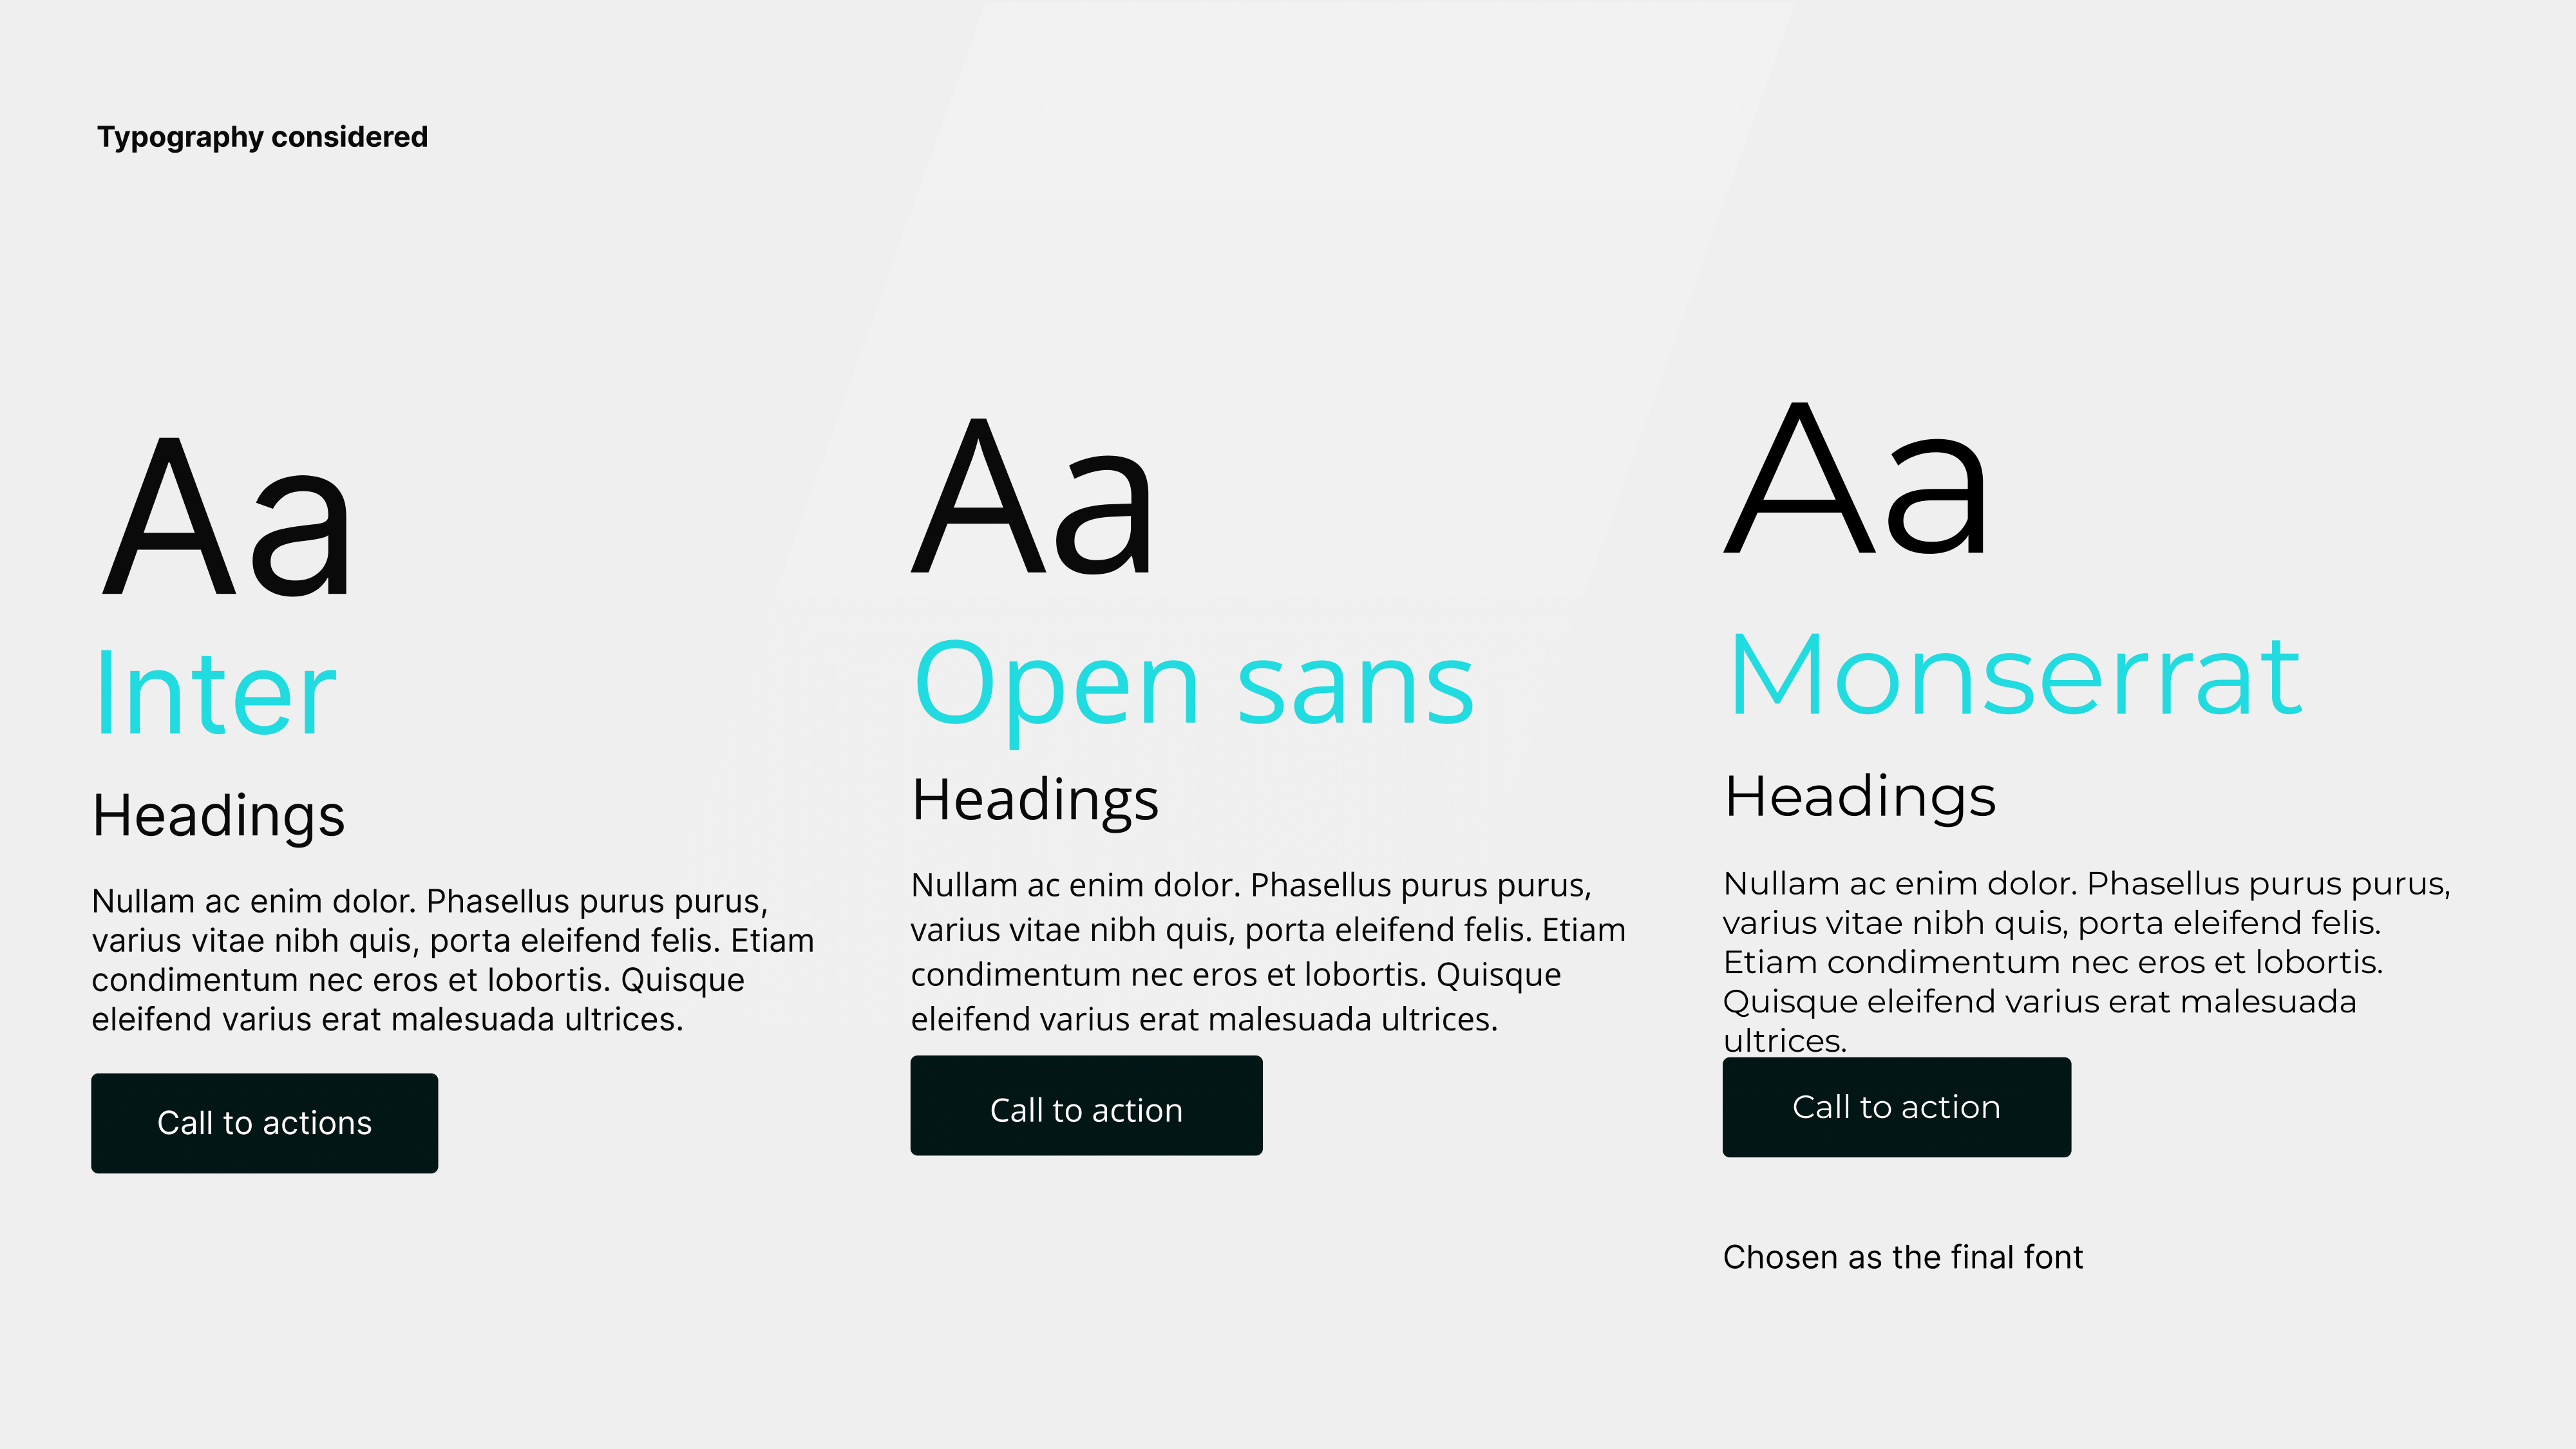 Typography considered
Aa
Inter
Headings
Nullam ac enim dolor. Phasellus purus purus,
varius vitae nibh quis, porta eleifend felis. Etiam
condimentum nec eros et lobortis. Quisque
eleifend varius erat malesuada ultrices.
Call to actions
Aa
Open sans
Headings
Nullam ac enim dolor. Phasellus purus purus,
varius vitae nibh quis, porta eleifend felis. Etiam
condimentum nec eros et lobortis. Quisque
eleifend varius erat malesuada ultrices.
Call to action
Aa
Monserrat
Headings
Nullam ac enim dolor. Phasellus purus purus,
varius vitae nibh quis, porta eleifend felis.
Etiam condimentum nec eros et lobortis.
Quisque eleifend varius erat malesuada
ultrices.
Call to action
Chosen as the final font